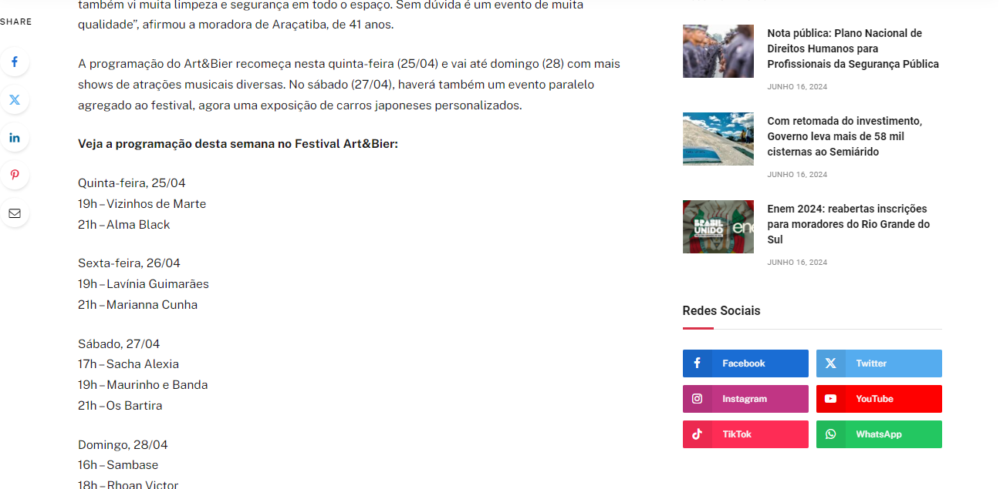 também vi muita limpeza e segurança em todo o espaço. Sem dúvida é um evento de muita
qualidade”, afirmou a moradora de Araçatiba, de 41 anos.
A programação do Art&Bier recomeça nesta quinta-feira (25/04) e vai até domingo (28) com mais
shows de atrações musicais diversas. No sábado (27/04), haverá também um evento paralelo
agregado ao festival, agora uma exposição de carros japoneses personalizados.
Veja a programação desta semana no Festival Art&Bier:
Quinta-feira, 25/04
19h – Vizinhos de Marte
21h – Alma Black
Sexta-feira, 26/04
19h – Lavínia Guimarães
21h – Marianna Cunha
Sábado, 27/04
17h – Sacha Alexia
19h – Maurinho e Banda
21h – Os Bartira
Domingo, 28/04
16h – Sambase
18h – Rhoan Victor
SHARE
Nota pública: Plano Nacional de
Direitos Humanos para
Profissionais da Segurança Pública
JUNHO 16, 2024
Com retomada do investimento,
Governo leva mais de 58 mil
cisternas ao Semiárido
JUNHO 16, 2024
BRASIL
UNIDO
ene
Enem 2024: reabertas inscrições
para moradores do Rio Grande do
Sul
JUNHO 16, 2024
Redes Sociais
Facebook
Twitter
Instagram
YouTube
TikTok
WhatsApp